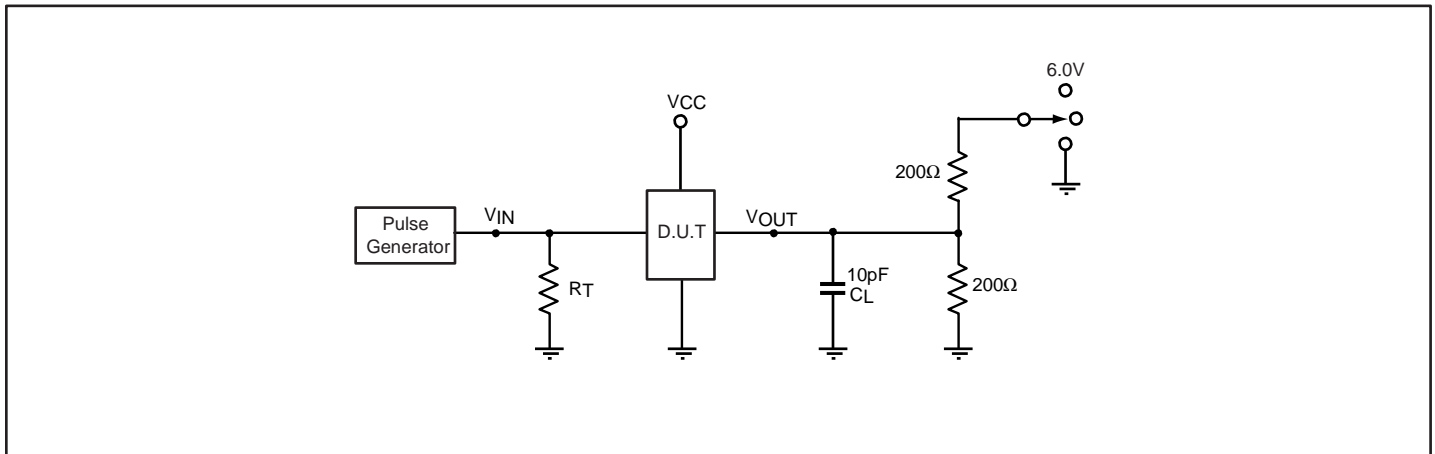 6.0V
VCC
200Ω
Pulse
Generator
VIN
D.U.T
VOUT
RT
10pF
CL
200Ω